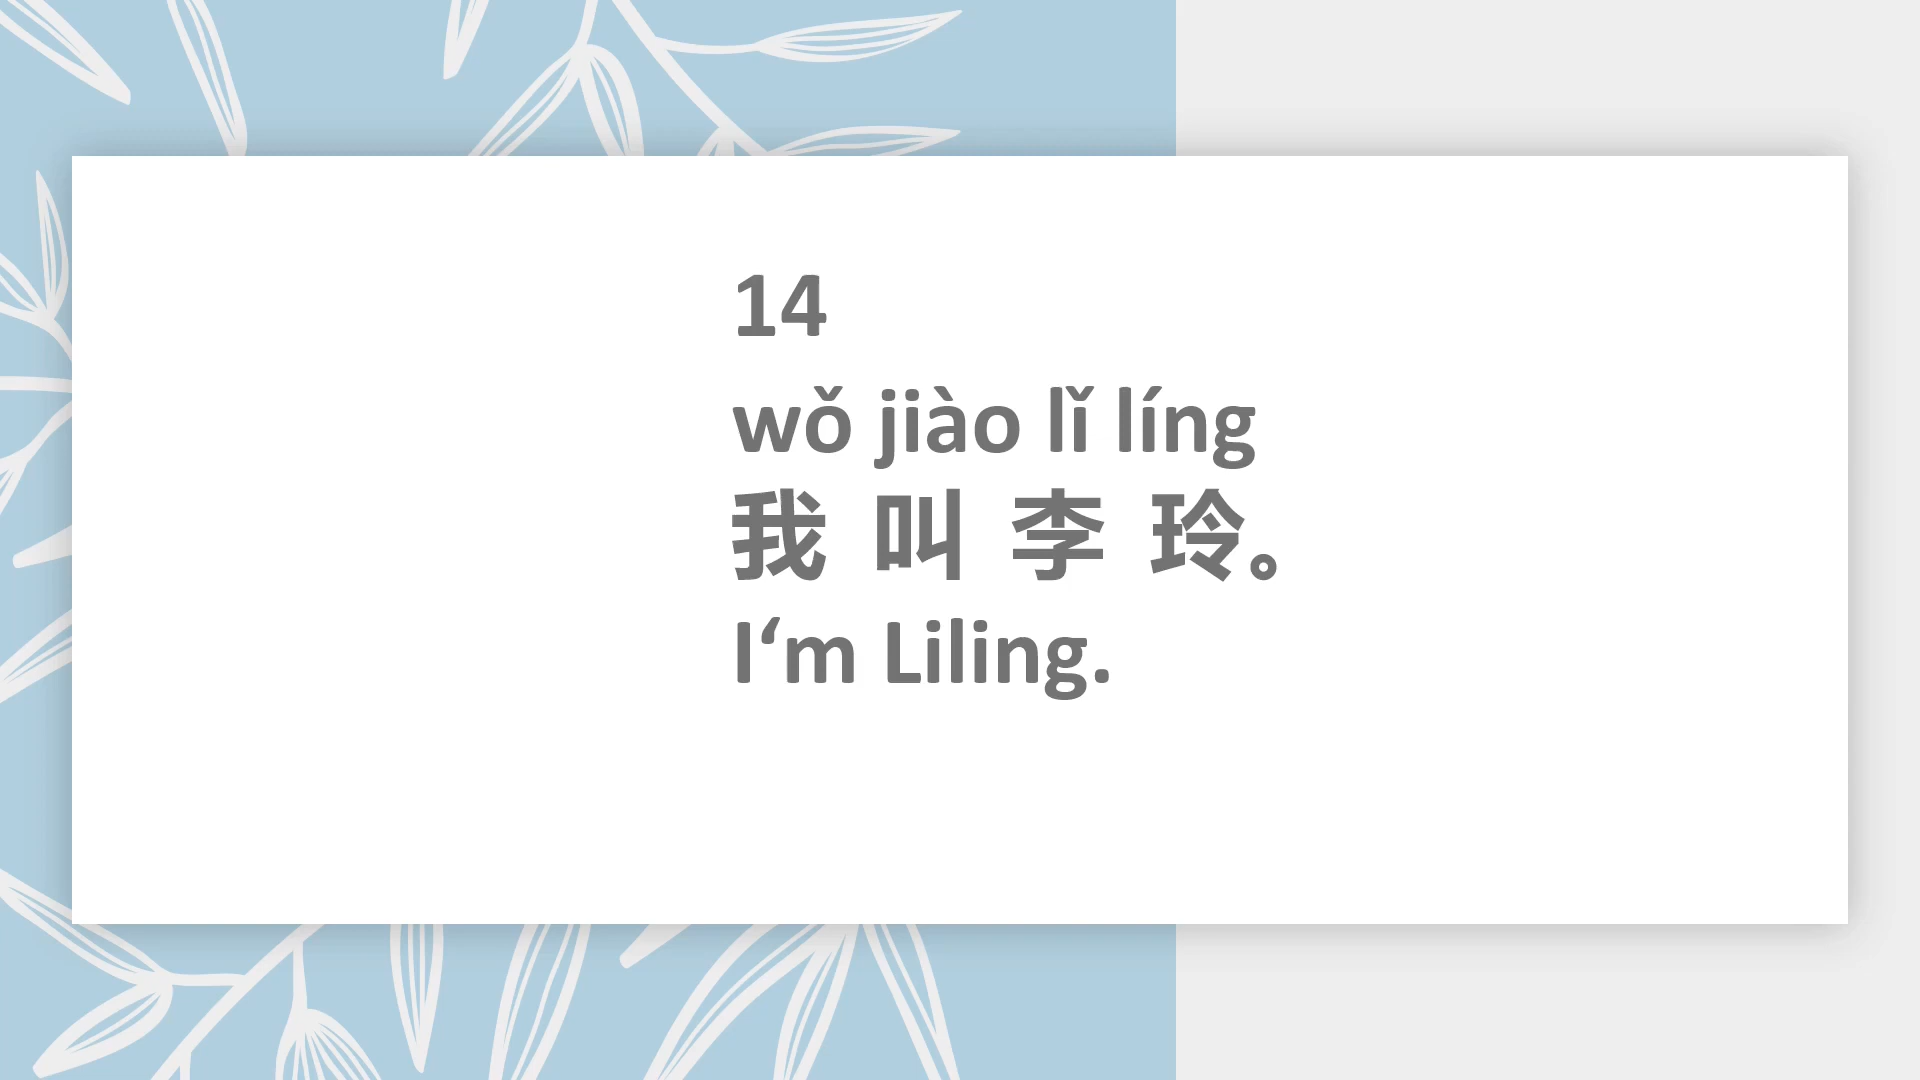 14
wǒ jiào lǐ líng
我 叫 李 玲。
I‘m Liling.